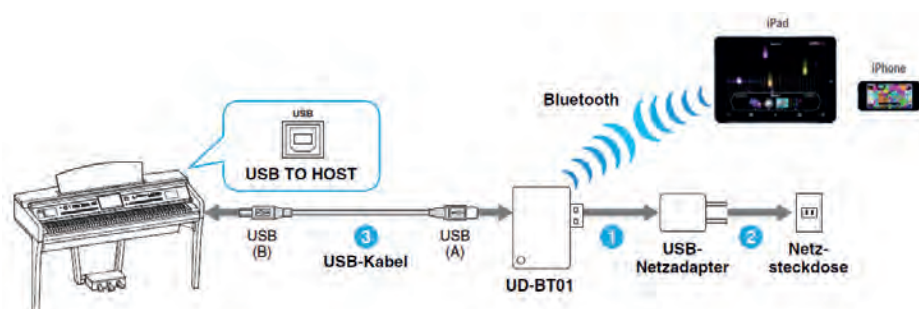 iPad
iPhone
Bluetooth
USB
USB TO HOST
USB
(B)
3
USB-Kabel
USB
(A)
UD-BT01
1
USB-
Netzadapter
2
Netz-
steckdose